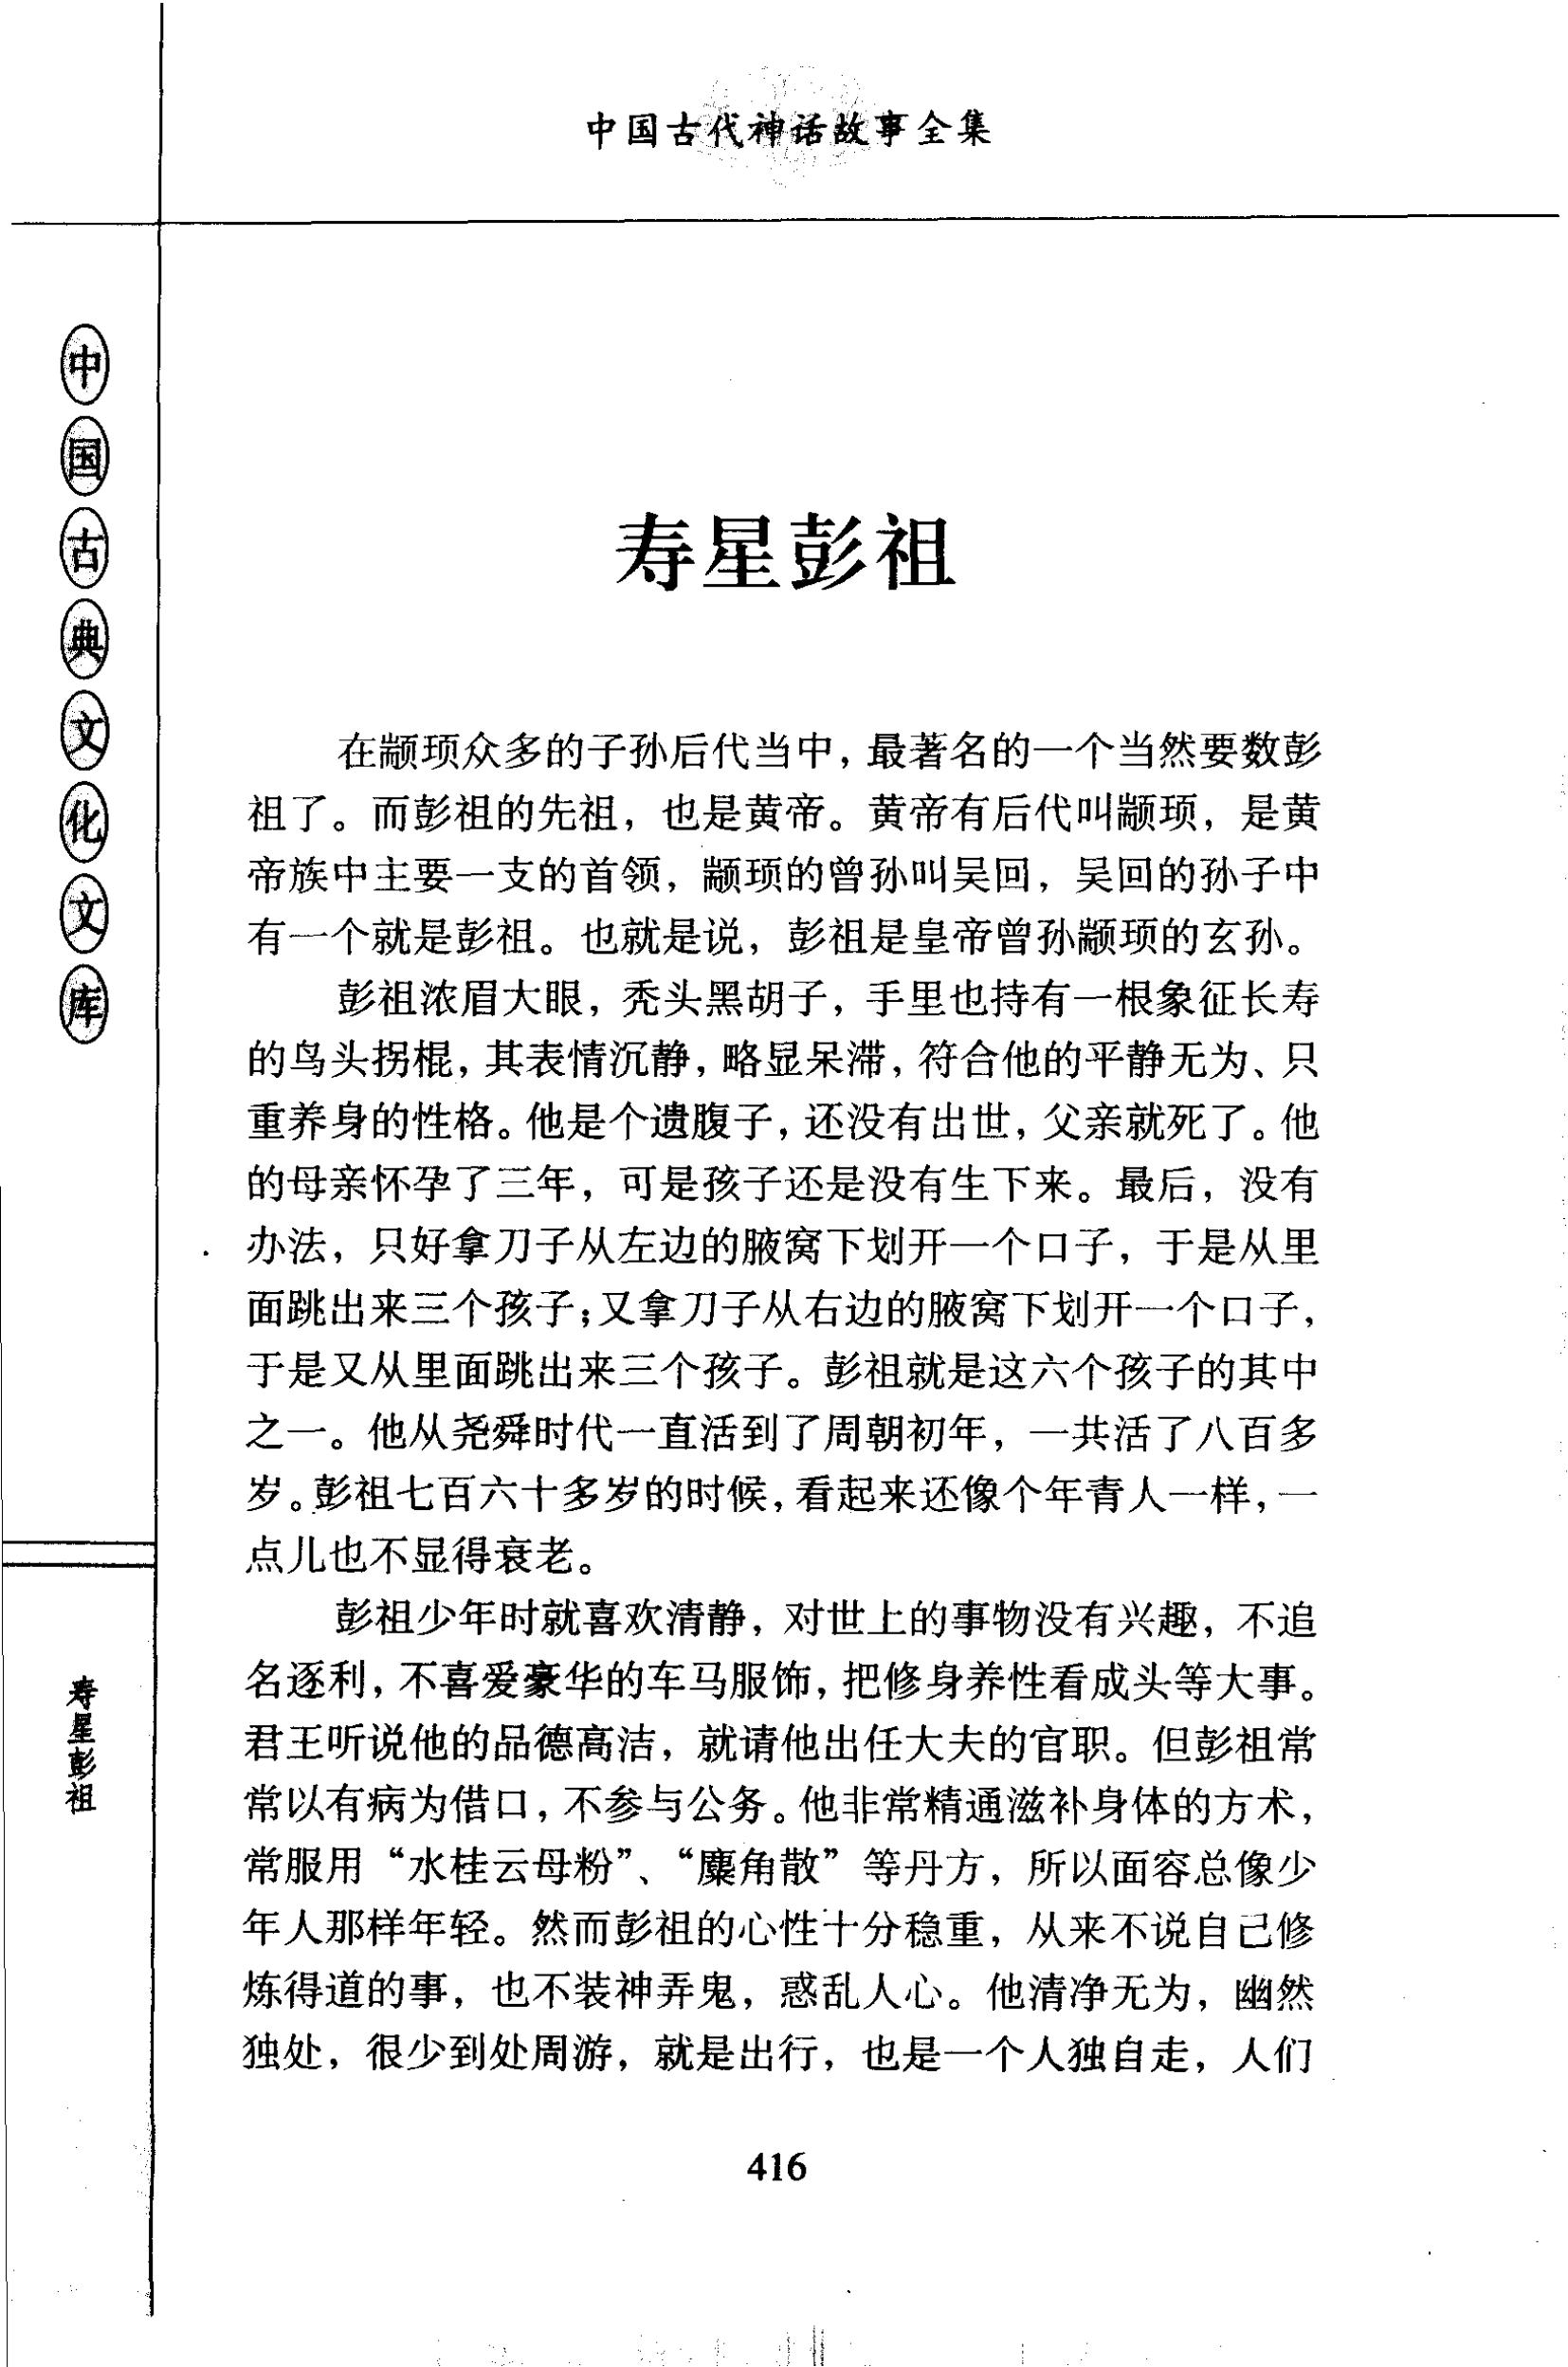 中国古代神话故事全集
中国古典文化文库
寿星彭祖
寿星彭祖
在颛顼众多的子孙后代当中，最著名的一个当然要数彭
祖了。而彭祖的先祖，也是黄帝。黄帝有后代叫颛顼，是黄
帝族中主要一支的首领，颛顼的曾孙叫吴回，吴回的孙子中
有一个就是彭祖。也就是说，彭祖是皇帝曾孙颛顼的玄孙。
彭祖浓眉大眼，秃头黑胡子，手里也持有一根象征长寿
的鸟头拐棍，其表情沉静，略显呆滞，符合他的平静无为、只
重养身的性格。他是个遗腹子，还没有出世，父亲就死了。他
的母亲怀孕了三年，可是孩子还是没有生下来。最后，没有
办法，只好拿刀子从左边的腋窝下划开一个口子，于是从里
面跳出来三个孩子；又拿刀子从右边的腋窝下划开一个口子，
于是又从里面跳出来三个孩子。彭祖就是这六个孩子的其中
之一。他从尧舜时代一直活到了周朝初年，一共活了八百多
岁。彭祖七百六十多岁的时候，看起来还像个年青人一样，一
点儿也不显得衰老。
彭祖少年时就喜欢清静，对世上的事物没有兴趣，不追
名逐利，不喜爱豪华的车马服饰，把修身养性看成头等大事。
君王听说他的品德高洁，就请他出任大夫的官职。但彭祖常
常以有病为借口，不参与公务。他非常精通滋补身体的方术，
常服用“水桂云母粉”、“麋角散”等丹方，所以面容总像少
年人那样年轻。然而彭祖的心性十分稳重，从来不说自己修
炼得道的事，也不装神弄鬼，惑乱人心。他清净无为，幽然
独处，很少到处周游，就是出行，也是一个人独自走，人们
416